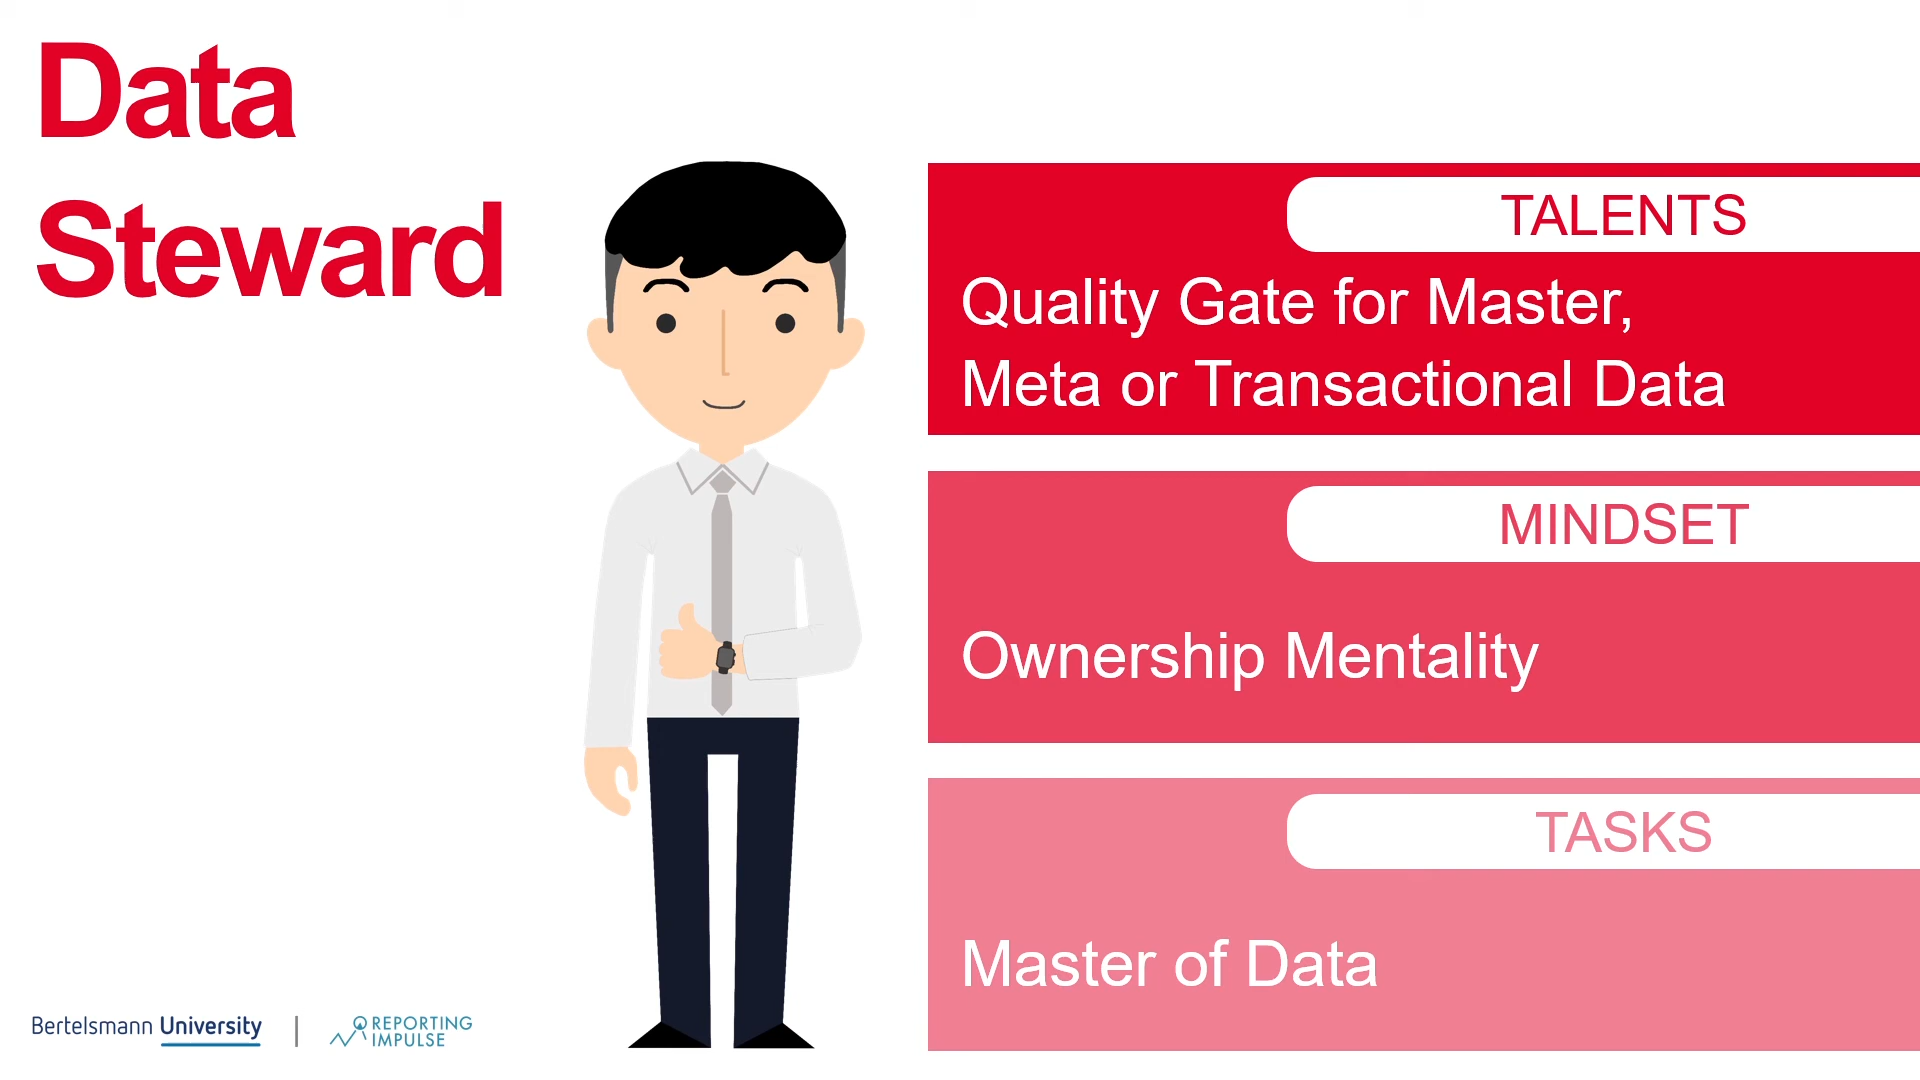 Data
Steward
TALENTS
Quality Gate for Master,
Meta or Transactional Data
MINDSET
Ownership Mentality
TASKS
Master of Data
Bertelsmann University
REPORTING
IMPULSE